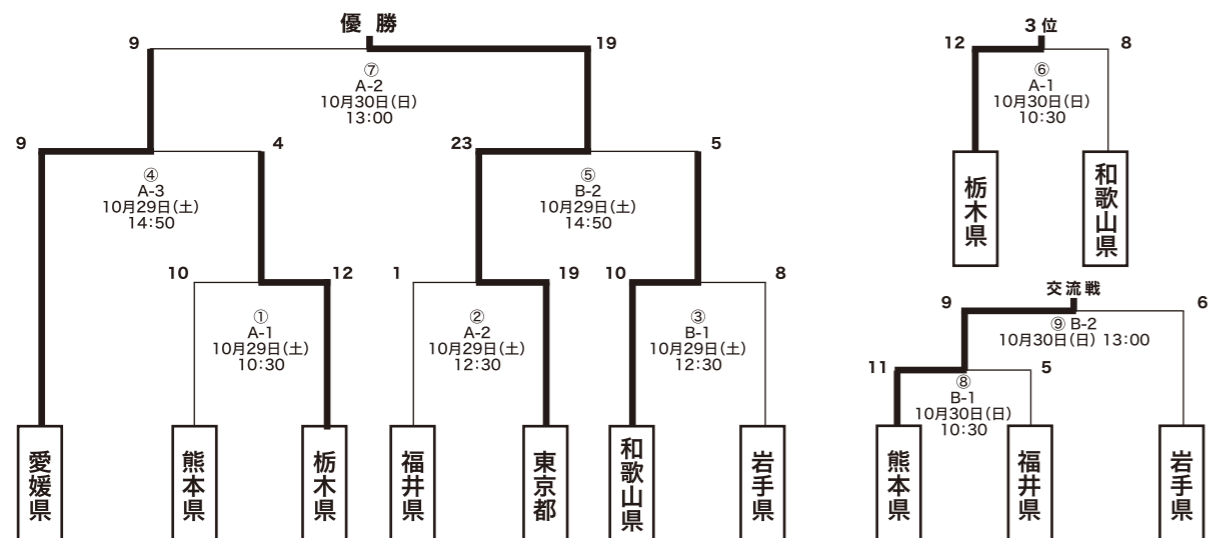 優 勝
9
19
⑦
A-2
10月30日(日)
13:00
9
4
23
5
④
A-3
10月29日(土)
14:50
⑤
B-2
10月29日(土)
14:50
10
12
1
19
10
8
①
A-1
10月29日(土)
10:30
②
A-2
10月29日(土)
12:30
③
B-1
10月29日(土)
12:30
愛媛県
熊本県
栃木県
福井県
東京都
和歌山県
岩手県
3位
12
8
⑥
A-1
10月30日(日)
10:30
栃木県
和歌山県
交流戦
9
6
⑨ B-2
10月30日(日) 13:00
11
5
⑧
B-1
10月30日(日)
10:30
熊本県
福井県
岩手県